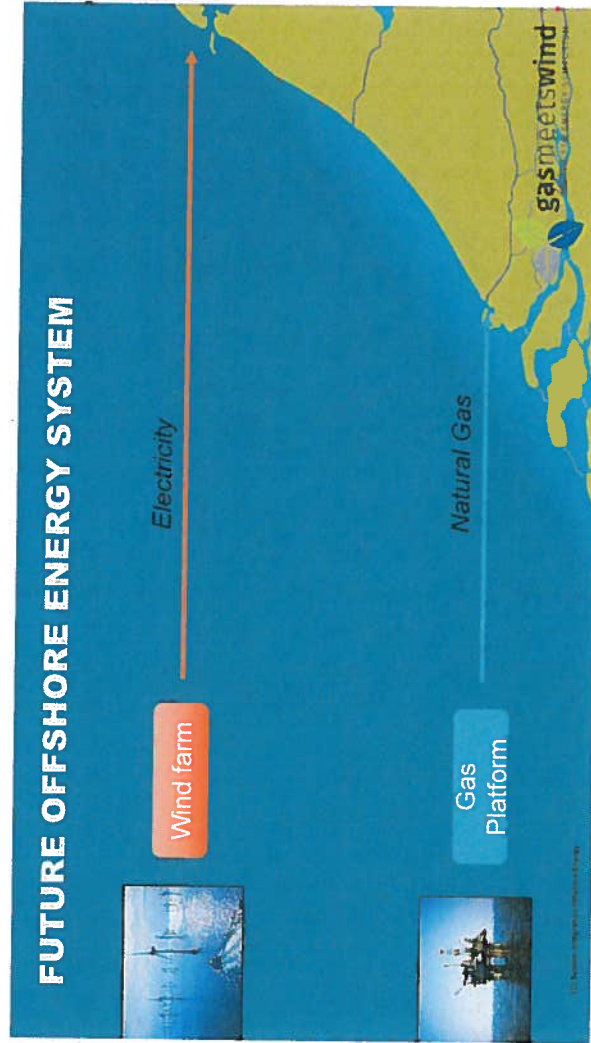 FUTURE OFFSHORE ENERGY SYSTEM
Wind farm
Electricity
Gas
Platform
Natural Gas
gasmeetswind